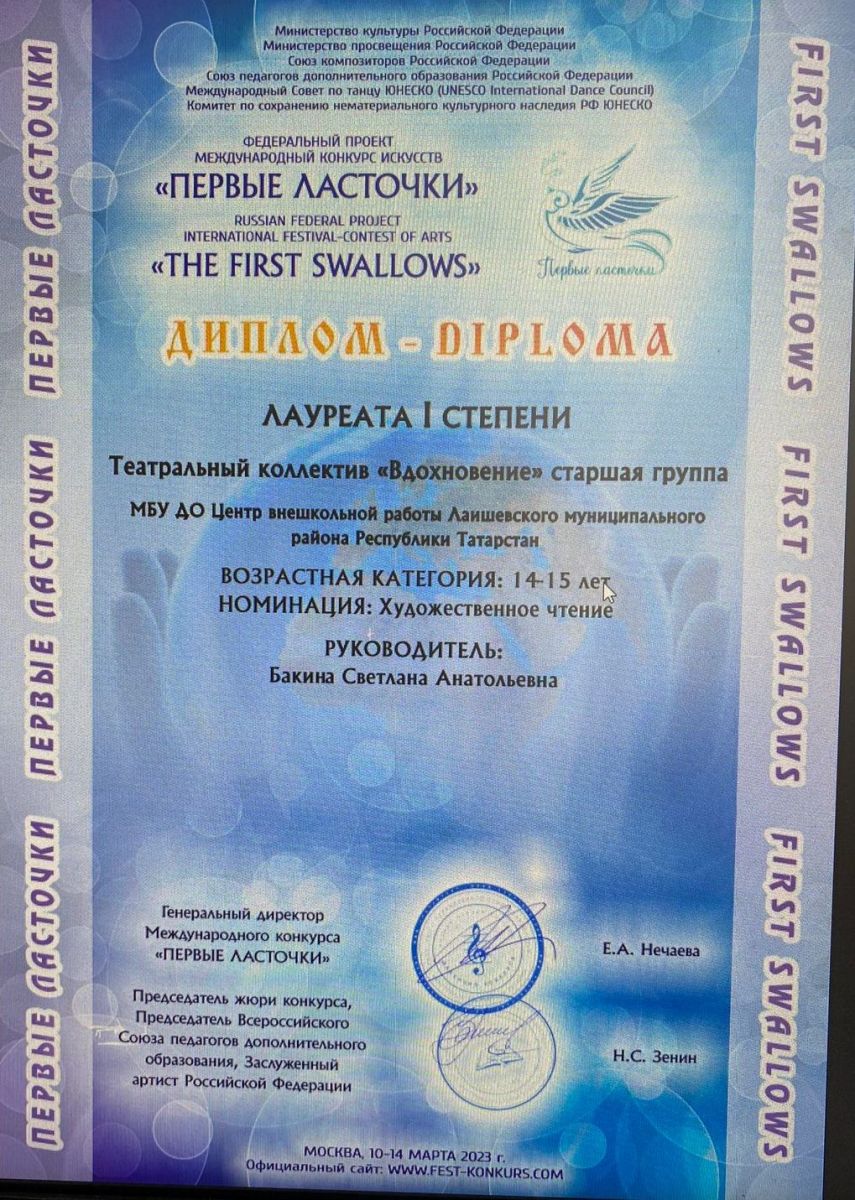 Министерство культуры Российской Федерации
Министерство просвещения Российской Федерации
Союз композиторов Российской Федерации
Союз педагогов дополнительного образования Российской Федерации
Международный Совет по танцу ЮНЕСКО (UNESCO International Dance Council)
Комитет по сохранению нематериального культурного наследия РФ ЮНЕСКО
ФЕДЕРАЛЬНЫЙ ПРОЕКТ
МЕЖДУНАРОДНЫЙ КОНКУРС ИСКУССТВ
«ПЕРВЫЕ ЛАСТОЧКИ»
RUSSIAN FEDERAL PROJECT
INTERNATIONAL FESTIVAL-CONTEST OF ARTS
«THE FIRST SWALLOWS»
Первые ласточки
ДИПЛОМ - DIPLOMA
ЛАУРЕАТА I СТЕПЕНИ
Театральный коллектив «Вдохновение» старшая группа
МБУ ДО Центр внешкольной работы Лаишевского муниципального
района Республики Татарстан
ВОЗРАСТНАЯ КАТЕГОРИЯ: 14-15 лет
НОМИНАЦИЯ: Художественное чтение
РУКОВОДИТЕЛЬ:
Бакина Светлана Анатольевна
Генеральный директор
Международного конкурса
«ПЕРВЫЕ ЛАСТОЧКИ»
Е.А. Нечаева
Председатель жюри конкурса,
Председатель Всероссийского
Союза педагогов дополнительного
образования, Заслуженный
артист Российской Федерации
Н.С. Зенин
МОСКВА, 10-14 МАРТА 2023 г.
Официальный сайт: WWW.FEST-KONKURS.COM
ПЕРВЫЕ ЛАСТОЧКИ
ПЕРВЫЕ ЛАСТОЧКИ
ПЕРВЫЕ ЛАСТОЧКИ
FIRST SWALLOWS
FIRST SWALLOWS
FIRST SWALLOWS